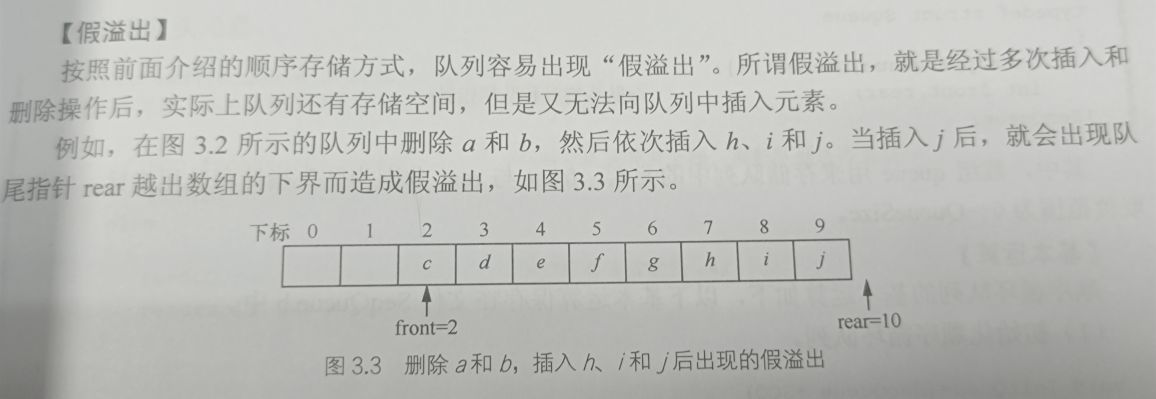 【假溢出】
按照前面介绍的顺序存储方式，队列容易出现“假溢出”。所谓假溢出，就是经过多次插入和
删除操作后，实际上队列还有存储空间，但是又无法向队列中插入元素。
例如，在图 3.2 所示的队列中删除 a 和 b，然后依次插入 h、i 和 j。当插入 j 后，就会出现队
尾指针 rear 越出数组的下界而造成假溢出，如图 3.3 所示。
下标 0 1 2 3 4 5 6 7 8 9
c d e f g h i j
front=2
rear=10
图 3.3 删除 a 和 b，插入 h、i 和 j 后出现的假溢出